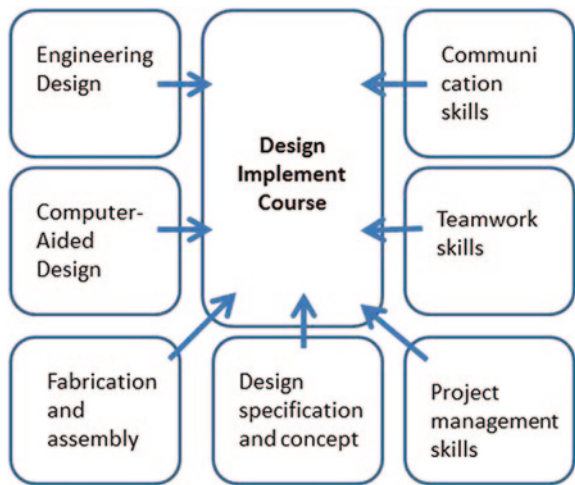 Engineering
Design
Design
Implement
Course
Communi
cation
skills
Computer-
Aided
Design
Teamwork
skills
Fabrication
and
assembly
Design
specification
and concept
Project
management
skills